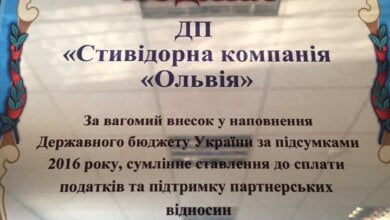 ДП
«Стивідорна компанія
«Ольвія»
За вагомий внесок у наповнення
Державного бюджету України за підсумками
2016 року, сумлінне ставлення до сплати
податків та підтримку партнерських
відносин